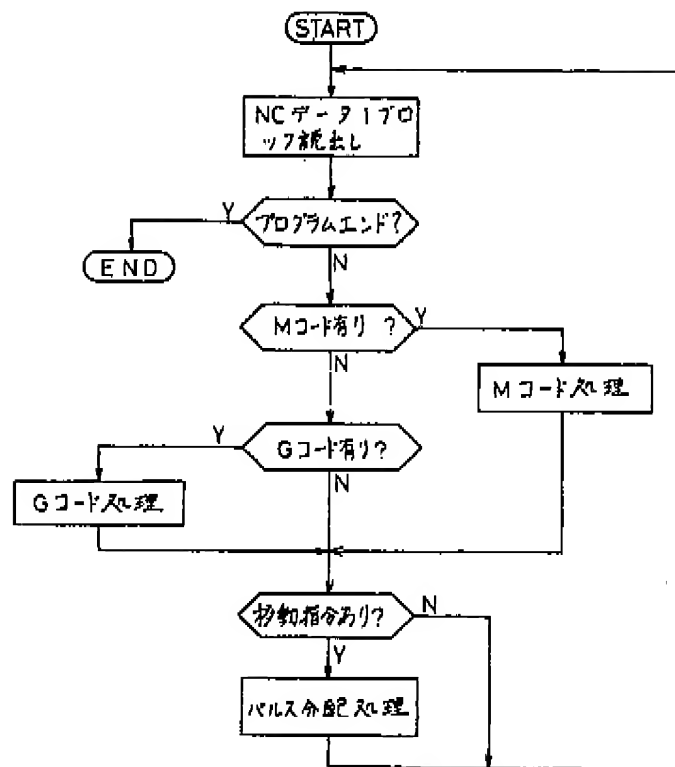 START
NCデータ1ブロ
ック読出し
Y
プログラムエンド?
END
N
Mコード有り ?
Y
N
Mコード処理
Y
Gコード有り?
N
Gコード処理
移動指令あり?
N
Y
パルス分配処理